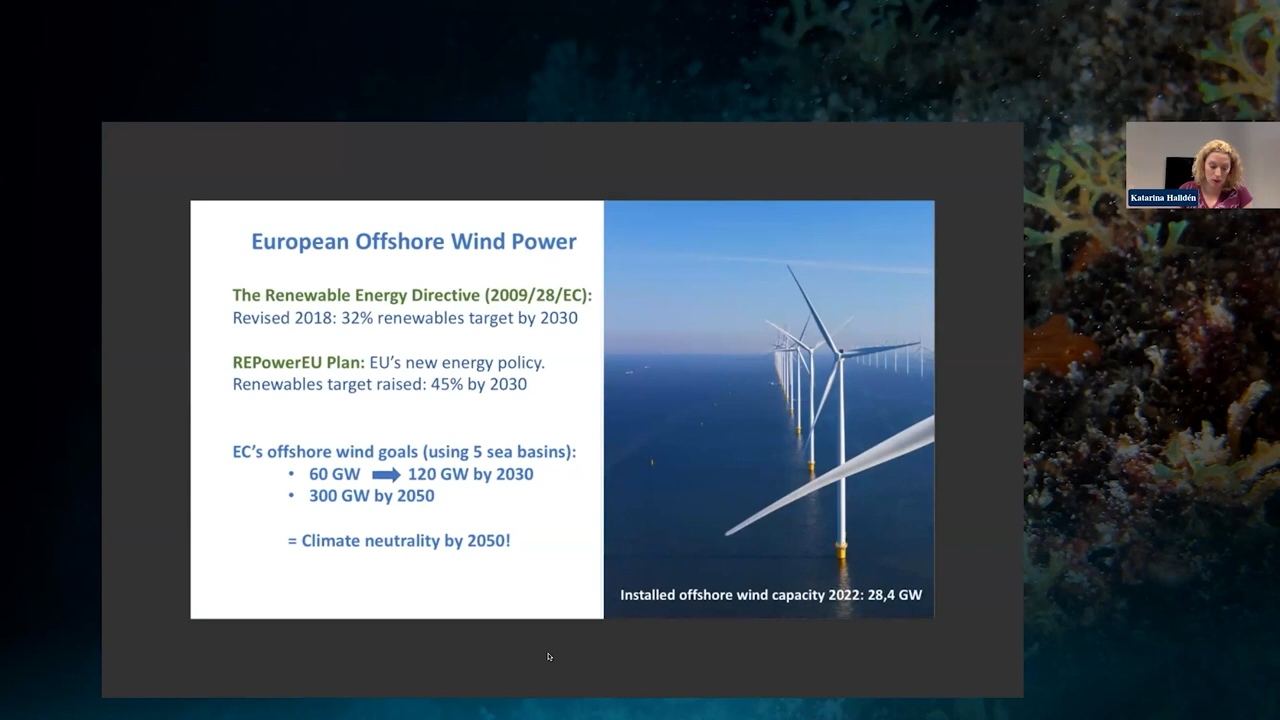 European Offshore Wind Power
The Renewable Energy Directive (2009/28/EC):
Revised 2018: 32% renewables target by 2030
REPowerEU Plan: EU's new energy policy.
Renewables target raised: 45% by 2030
EC's offshore wind goals (using 5 sea basins):
• 60 GW ➡ 120 GW by 2030
• 300 GW by 2050
= Climate neutrality by 2050!
Installed offshore wind capacity 2022: 28,4 GW
Katarina Halldén